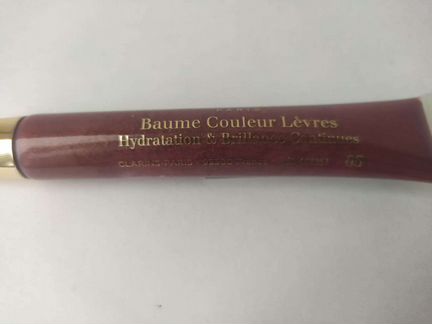 PARIS
Baume Couleur Lèvres
Hydratation & Brillance Continues
CLARINS PARIS
05